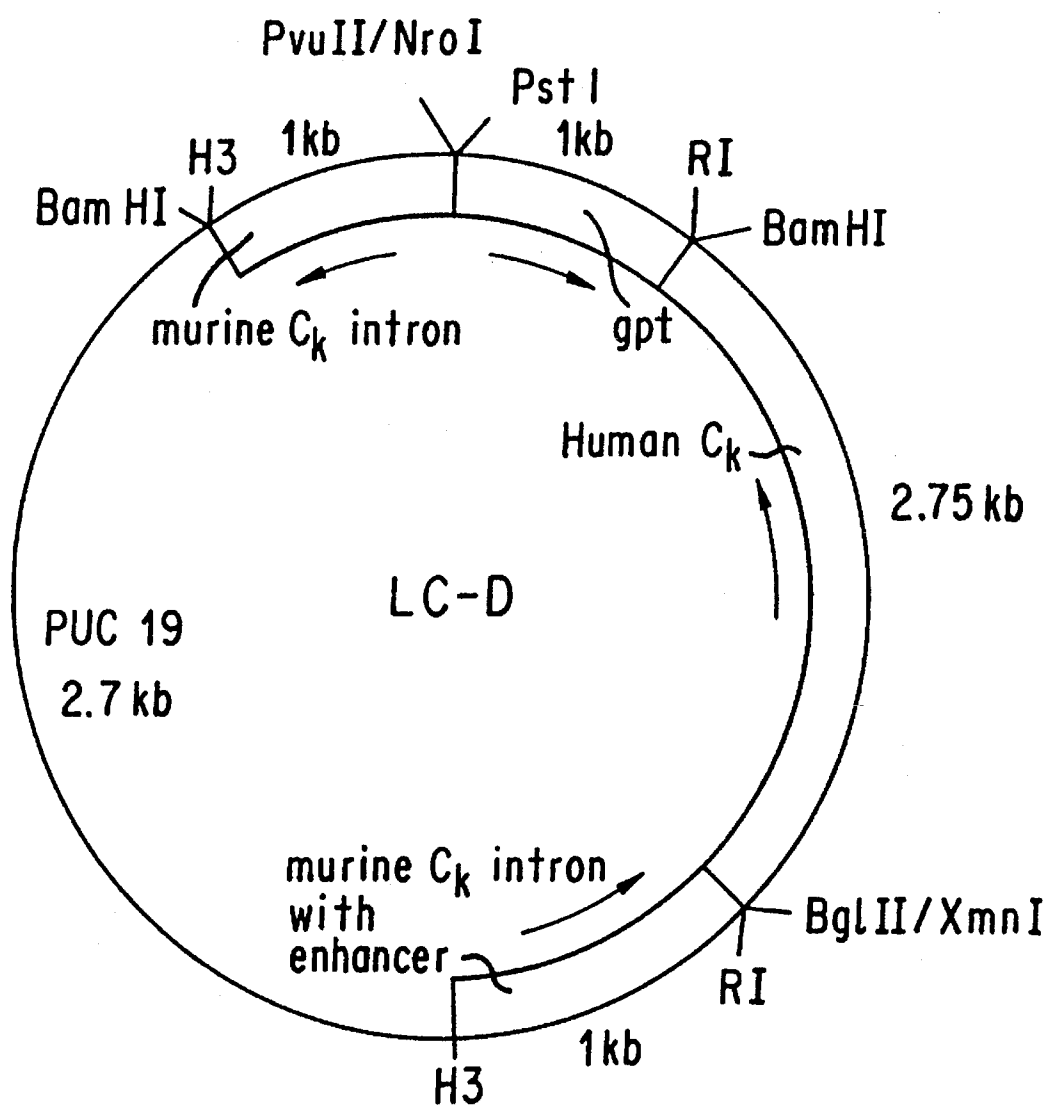 PvuII/NroI
PstI
1kb
1kb
H3
RI
Bam HI
BamHI
murine Ck intron
gpt
Human Ck
2.75 kb
LC-D
PUC 19
2.7 kb
murine Ck intron
with
enhancer
BglII/XmnI
RI
1kb
H3